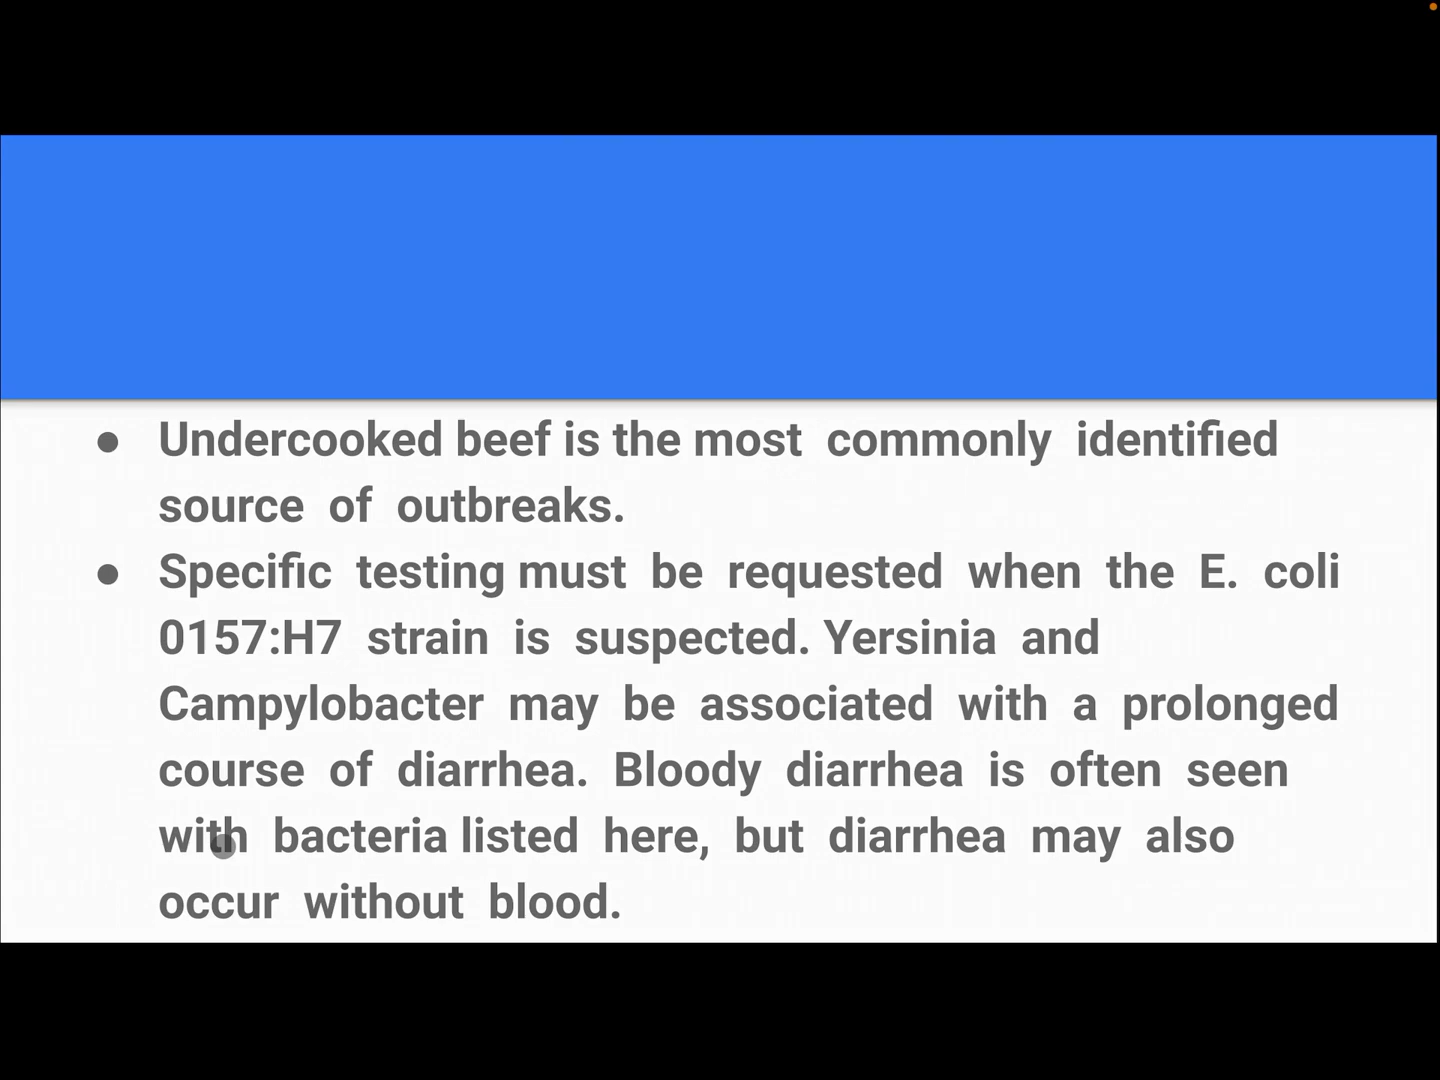 ● Undercooked beef is the most commonly identified
source of outbreaks.
● Specific testing must be requested when the E. coli
0157:H7 strain is suspected. Yersinia and
Campylobacter may be associated with a prolonged
course of diarrhea. Bloody diarrhea is often seen
with bacteria listed here, but diarrhea may also
occur without blood.